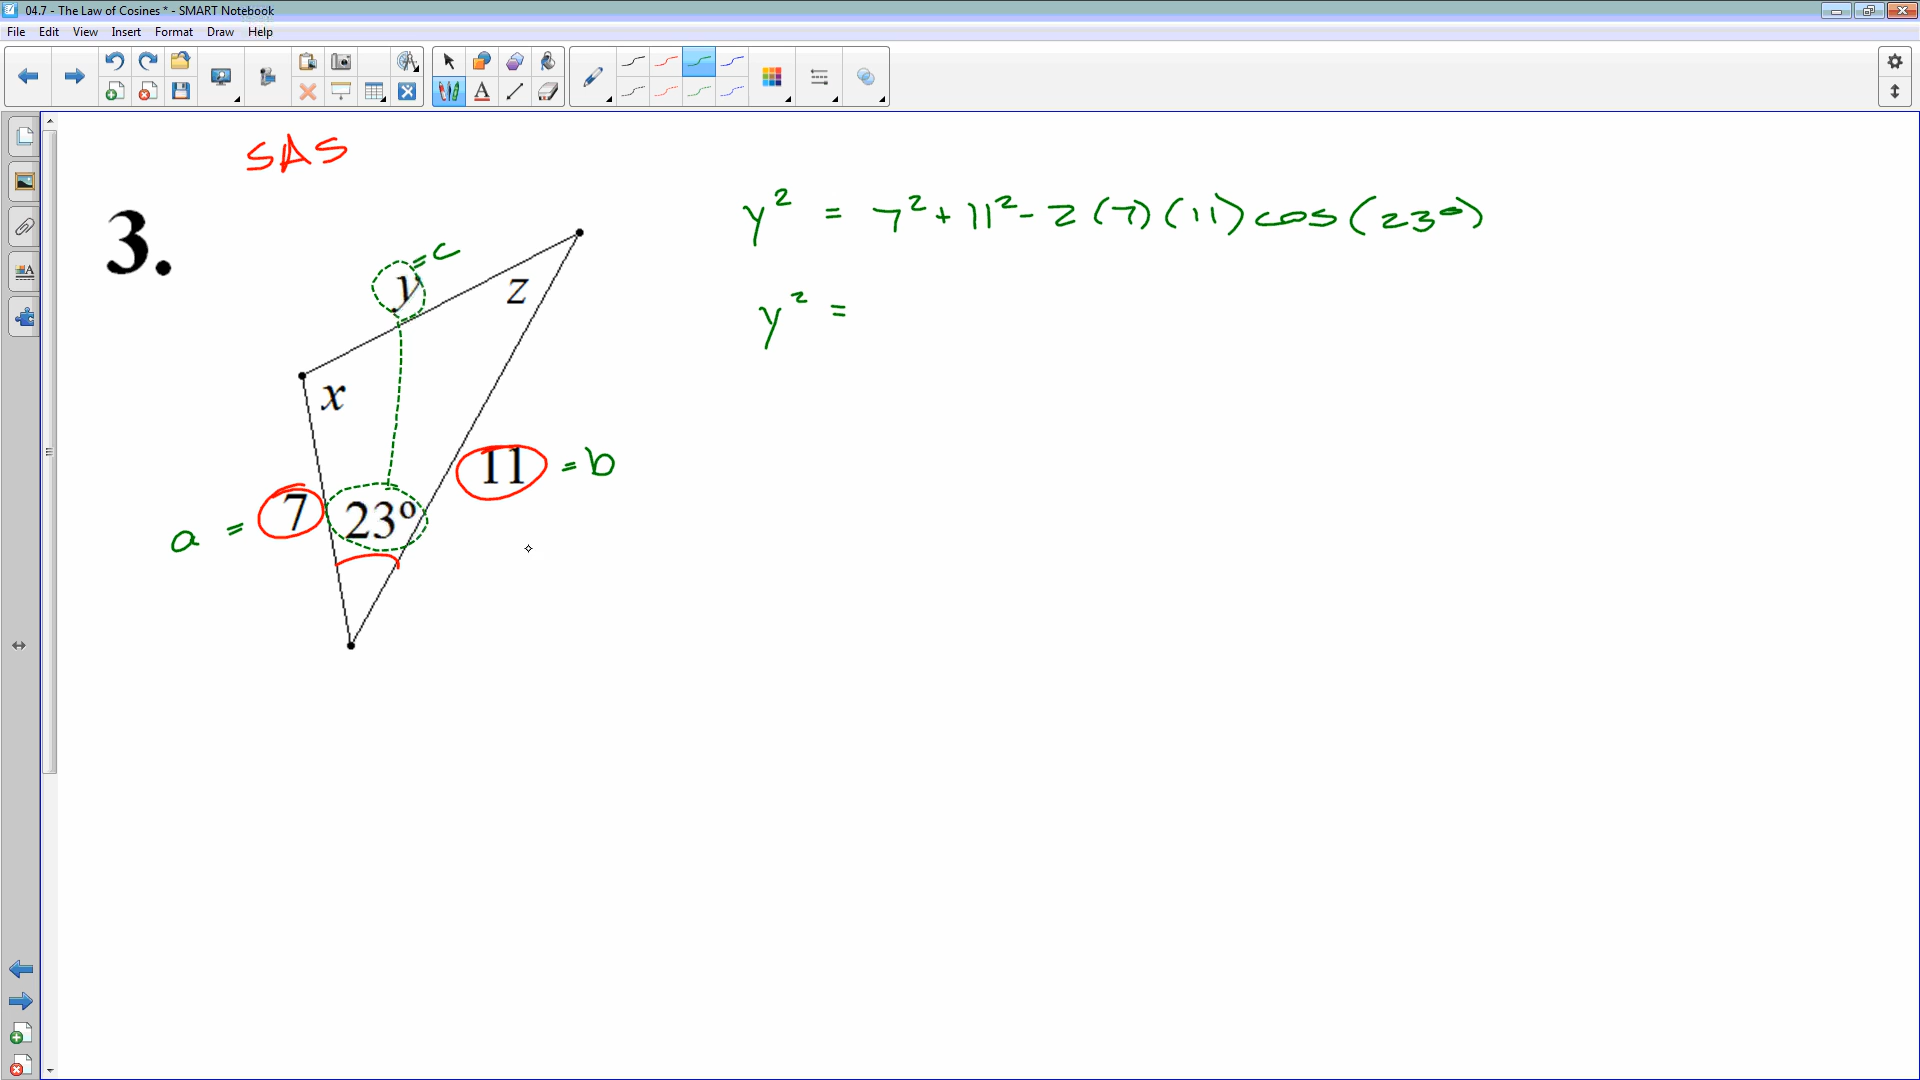 04.7 - The Law of Cosines * - SMART Notebook
File Edit View Insert Format Draw Help
SAS
3.
y² = 7² + 11² - 2 (7) (11) cos (23°)
y = c
z
y² =
x
11 = b
a = 7
23º